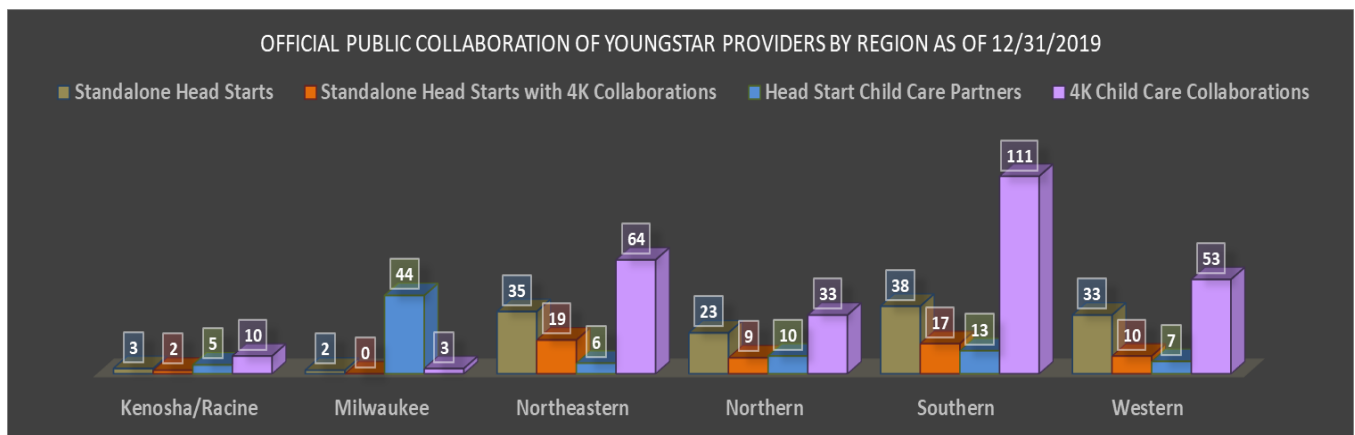 OFFICIAL PUBLIC COLLABORATION OF YOUNGSTAR PROVIDERS BY REGION AS OF 12/31/2019
Standalone Head Starts Standalone Head Starts with 4K Collaborations Head Start Child Care Partners 4K Child Care Collaborations
3 2 5 10 2 0 44 3 35 19 6 64 23 9 10 33 38 17 13 111 33 10 7 53
Kenosha/Racine Milwaukee Northeastern Northern Southern Western